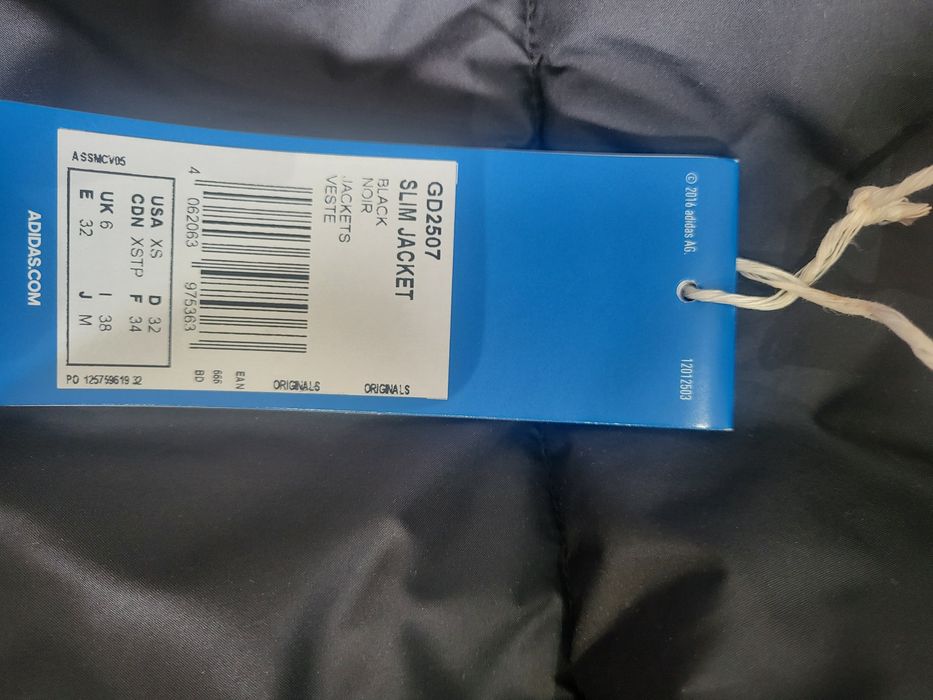 © 2016 adidas AG.
12012503
GD2507
SLIM JACKET
BLACK
NOIR
JACKETS
VESTE
ORIGINALS
ORIGINALS
EAN
666
BD
4 062063 975363
USA XS D 32
CDN XSTP F 34
UK 6 I 38
E 32 J M
ASSMCV05
PO 125759619 32
ADIDAS.COM